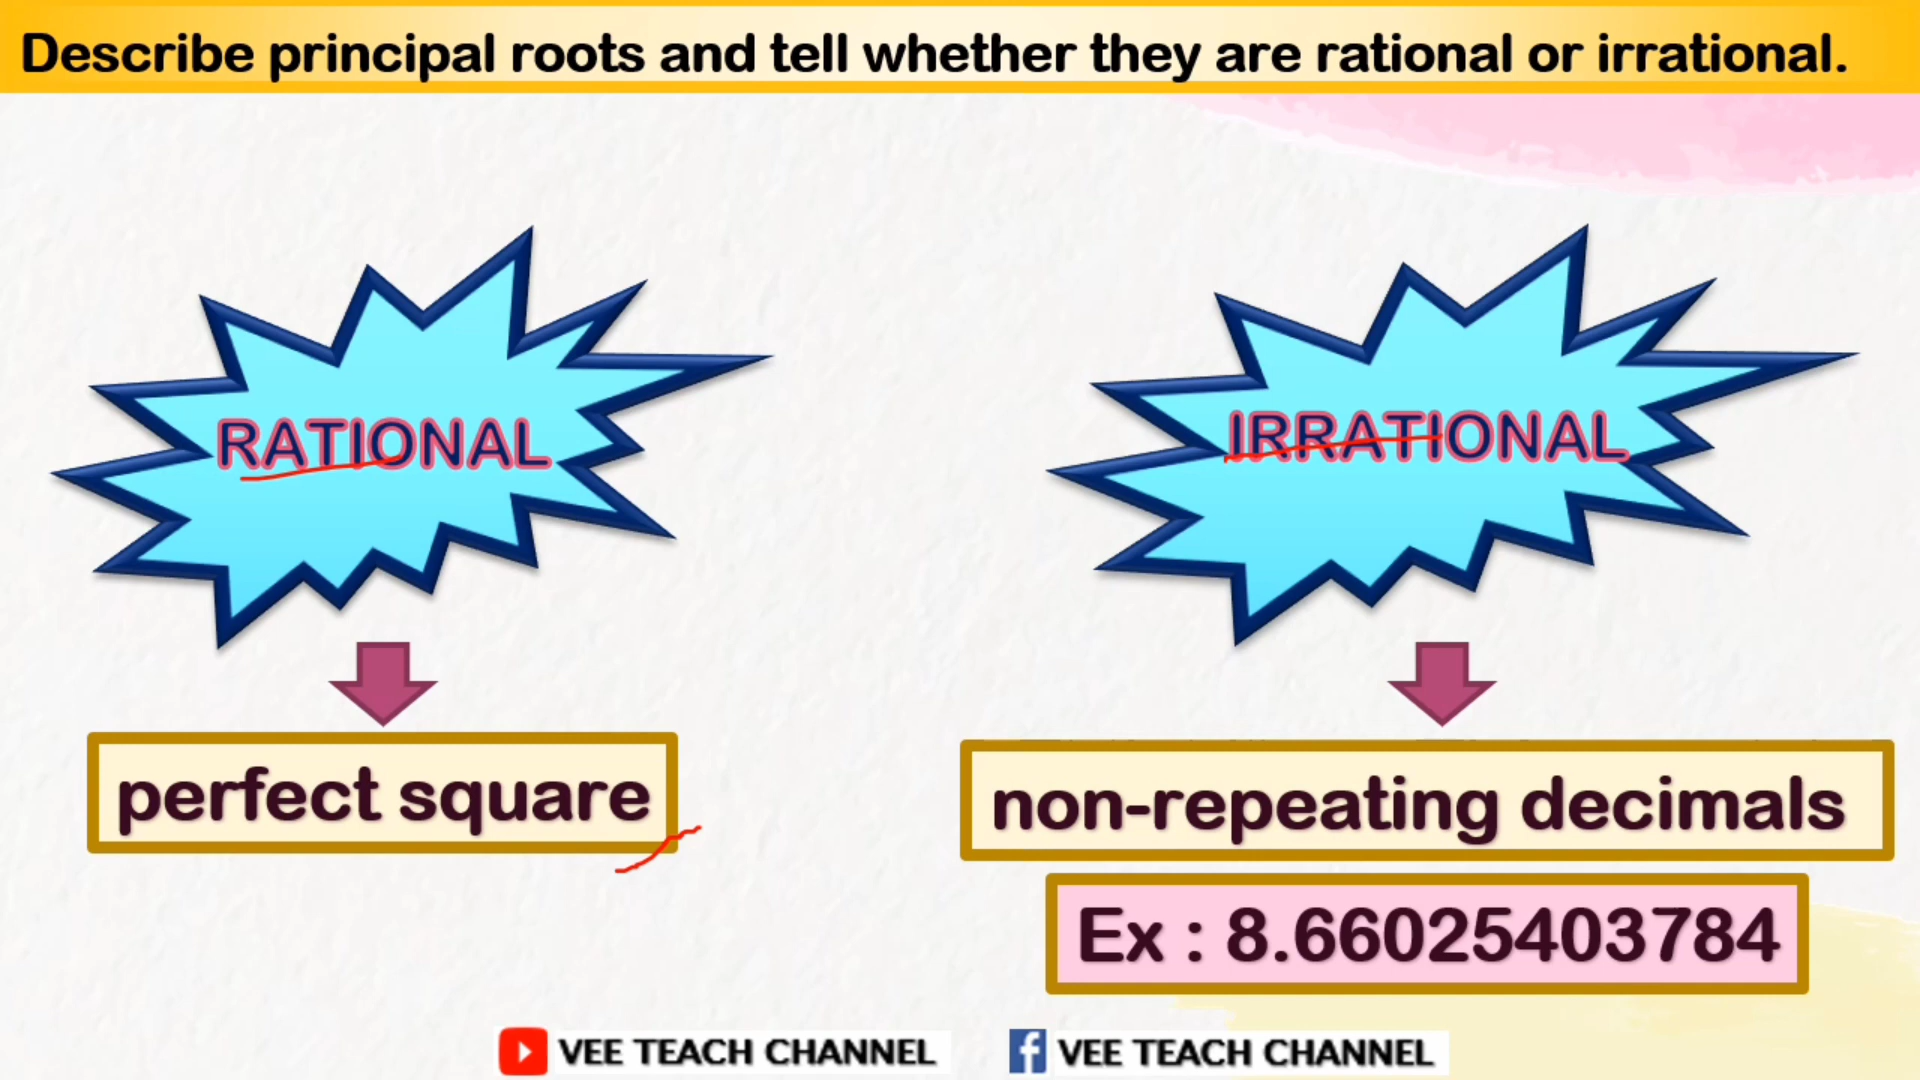 Describe principal roots and tell whether they are rational or irrational.
RATIONAL
IRRATIONAL
perfect square
non-repeating decimals
Ex : 8.66025403784
VEE TEACH CHANNEL
VEE TEACH CHANNEL